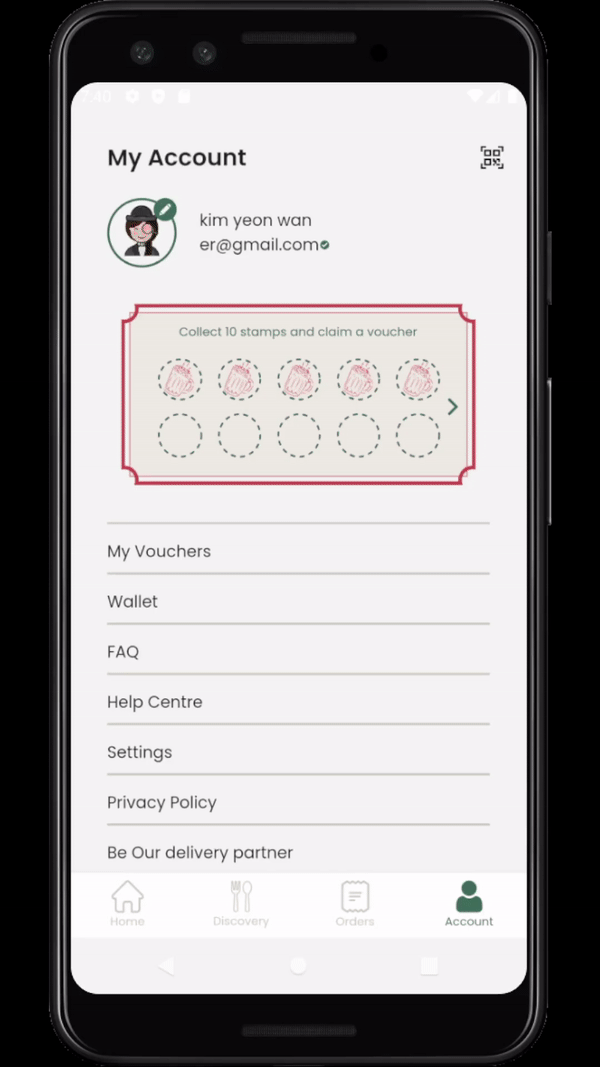 My Account
kim yeon wan
er@gmail.com
Collect 10 stamps and claim a voucher
My Vouchers
Wallet
FAQ
Help Centre
Settings
Privacy Policy
Be Our delivery partner
Home Discovery Orders Account